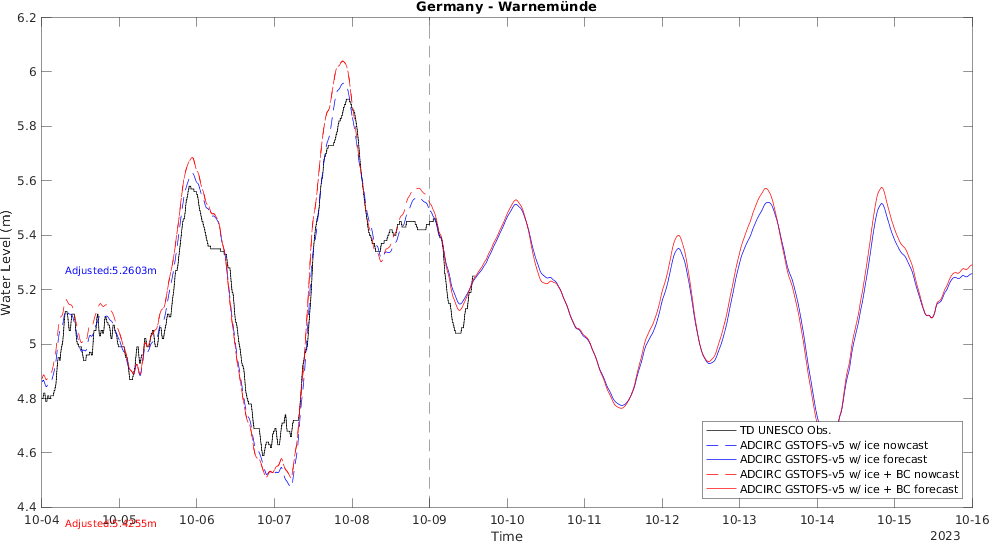 Germany - Warnemünde
6.2
6
5.8
5.6
5.4
5.2
5
4.8
4.6
4.4
Water Level (m)
Adjusted:5.2603m
Adjusted:5.4255m
TD UNESCO Obs.
ADCIRC GSTOFS-v5 w/ ice nowcast
ADCIRC GSTOFS-v5 w/ ice forecast
ADCIRC GSTOFS-v5 w/ ice + BC nowcast
ADCIRC GSTOFS-v5 w/ ice + BC forecast
10-04 10-05 10-06 10-07 10-08 10-09 10-10 10-11 10-12 10-13 10-14 10-15 10-16
Time
2023